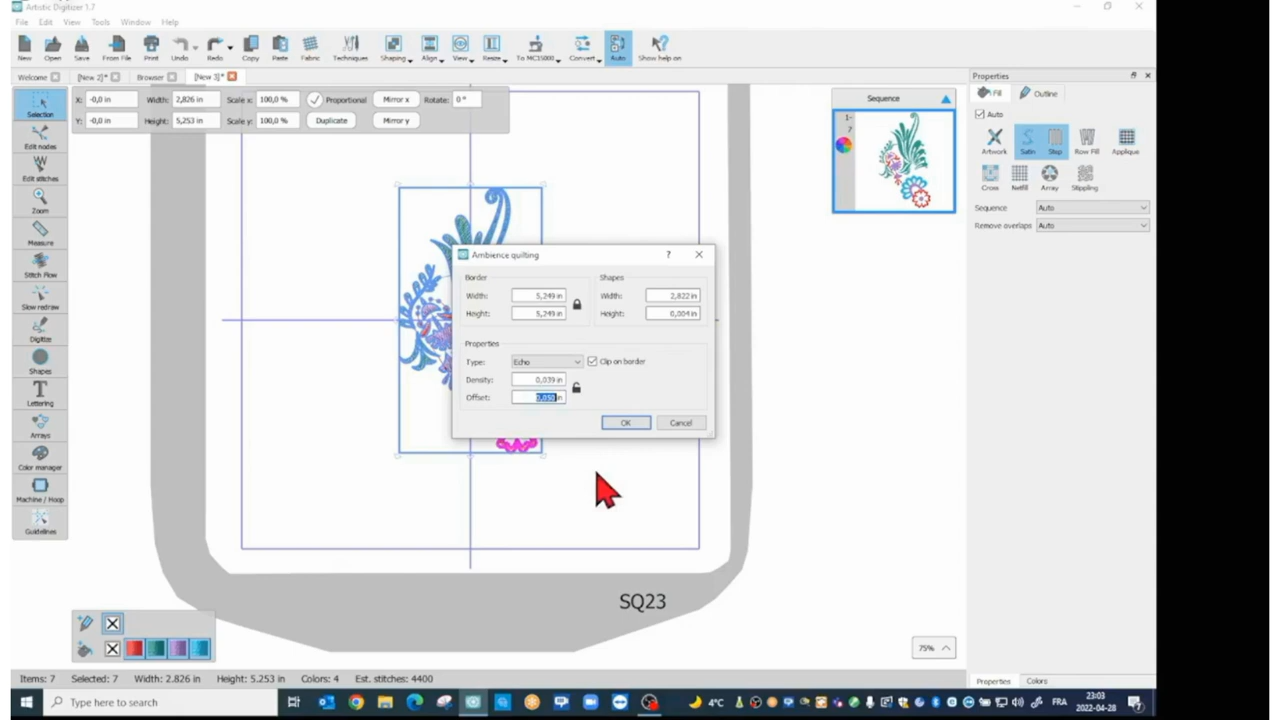 Artistic Digitizer 1.7
File Edit View Tools Window Help
New Open Save From File Print Undo Redo Copy Paste Fabric Techniques Shaping Align View Resize To MC15000 Convert Auto Show help on
Welcome [New 2]* Browser [New 3]*
X: -0,0 in Width: 2,826 in Scale x: 100,0 % Proportional Mirror x Rotate: 0 °
Y: -0,0 in Height: 5,253 in Scale y: 100,0 % Duplicate Mirror y
Selection
Edit nodes
Edit stitches
Zoom
Measure
Stitch Flow
Slow redraw
Digitize
Shapes
Lettering
Arrays
Color manager
Machine / Hoop
Guidelines
Ambience quilting
Border Shapes
Width: 5,249 in Width: 2,822 in
Height: 5,249 in Height: 0,004 in
Properties
Type: Echo Clip on border
Density: 0,039 in
Offset: 0,050 in
OK Cancel
SQ23
Sequence
1-
7
Properties
Fill Outline
Auto
Artwork Satin Step Row Fill Applique
Cross Netfill Array Stippling
Sequence Auto
Remove overlaps Auto
75%
Properties Colors
Items: 7 Selected: 7 Width: 2.826 in Height: 5.253 in Colors: 4 Est. stitches: 4400
Type here to search
4°C
FRA
23:03
2022-04-28